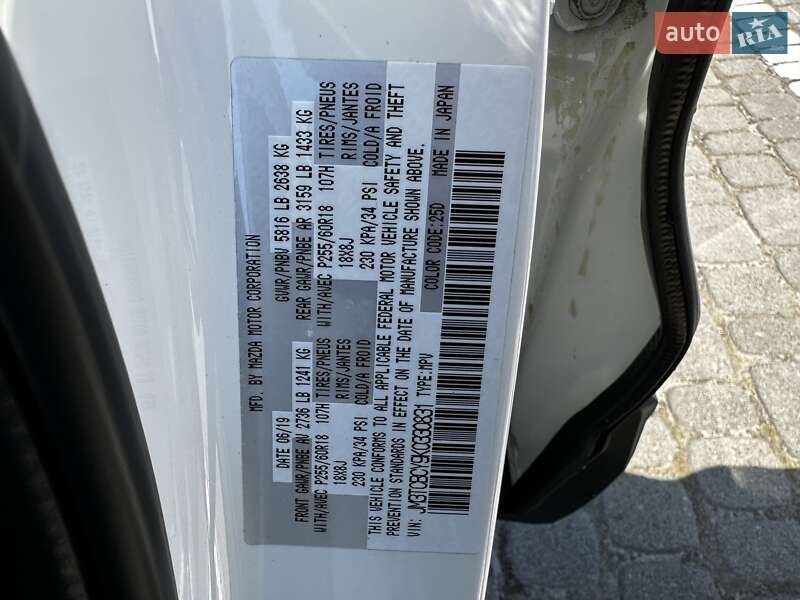 auto RIA
MFD. BY MAZDA MOTOR CORPORATION
DATE 06/19 GVWR/PNBV 5816 LB 2638 KG
FRONT GAWR/PNBE AV 2736 LB 1241 KG REAR GAWR/PNBE AR 3159 LB 1433 KG
WITH/AVEC P255/60R18 107H TIRES/PNEUS WITH/AVEC P255/60R18 107H TIRES/PNEUS
18X8J RIMS/JANTES 18X8J RIMS/JANTES
230 KPA/34 PSI COLD/A FROID 230 KPA/34 PSI COLD/A FROID
THIS VEHICLE CONFORMS TO ALL APPLICABLE FEDERAL MOTOR VEHICLE SAFETY AND THEFT
PREVENTION STANDARDS IN EFFECT ON THE DATE OF MANUFACTURE SHOWN ABOVE.
VIN: JM3TCBCY9K0330831 TYPE:MPV COLOR CODE:25D MADE IN JAPAN